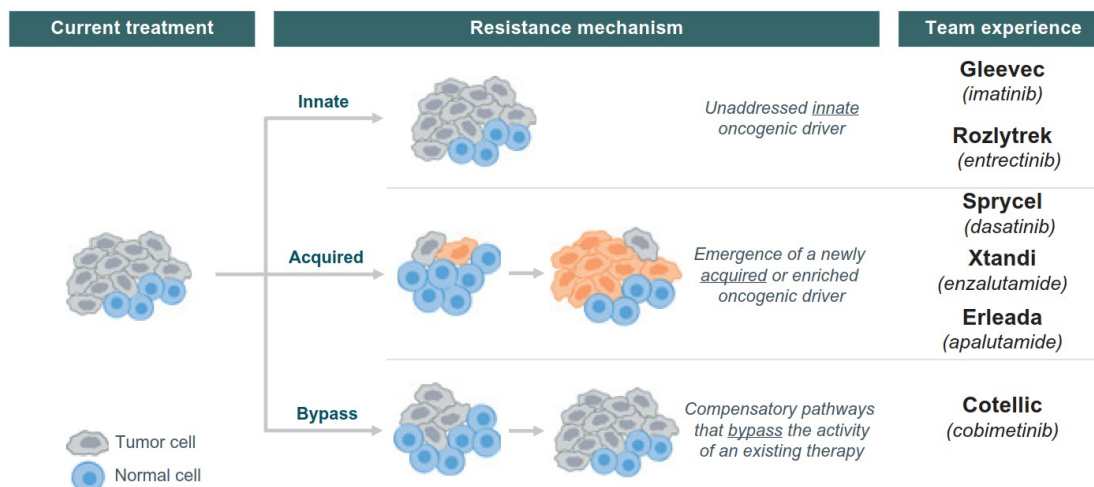 Current treatment
Resistance mechanism
Team experience
Innate
Unaddressed innate
oncogenic driver
Gleevec
(imatinib)
Rozlytrek
(entrectinib)
Acquired
Emergence of a newly
acquired or enriched
oncogenic driver
Sprycel
(dasatinib)
Xtandi
(enzalutamide)
Erleada
(apalutamide)
Bypass
Compensatory pathways
that bypass the activity
of an existing therapy
Cotellic
(cobimetinib)
Tumor cell
Normal cell